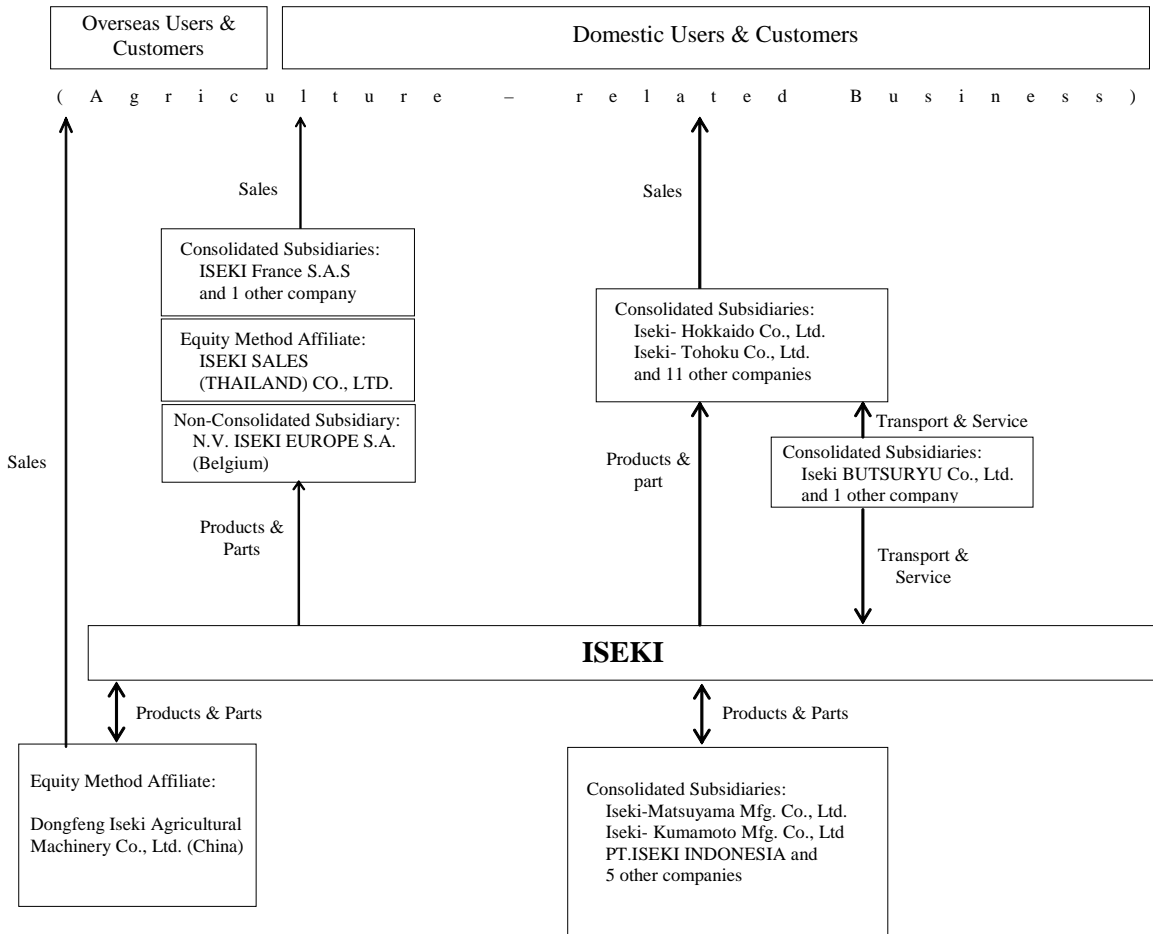 Overseas Users &
Customers
Domestic Users & Customers
( A g r i c u l t u r e – r e l a t e d B u s i n e s s )
Sales
Sales
Consolidated Subsidiaries:
ISEKI France S.A.S
and 1 other company
Equity Method Affiliate:
ISEKI SALES
(THAILAND) CO., LTD.
Non-Consolidated Subsidiary:
N.V. ISEKI EUROPE S.A.
(Belgium)
Consolidated Subsidiaries:
Iseki- Hokkaido Co., Ltd.
Iseki- Tohoku Co., Ltd.
and 11 other companies
Transport & Service
Consolidated Subsidiaries:
Iseki BUTSURYU Co., Ltd.
and 1 other company
Sales
Products &
part
Products &
Parts
Transport &
Service
ISEKI
Products & Parts
Products & Parts
Equity Method Affiliate:
Dongfeng Iseki Agricultural
Machinery Co., Ltd. (China)
Consolidated Subsidiaries:
Iseki-Matsuyama Mfg. Co., Ltd.
Iseki- Kumamoto Mfg. Co., Ltd
PT.ISEKI INDONESIA and
5 other companies